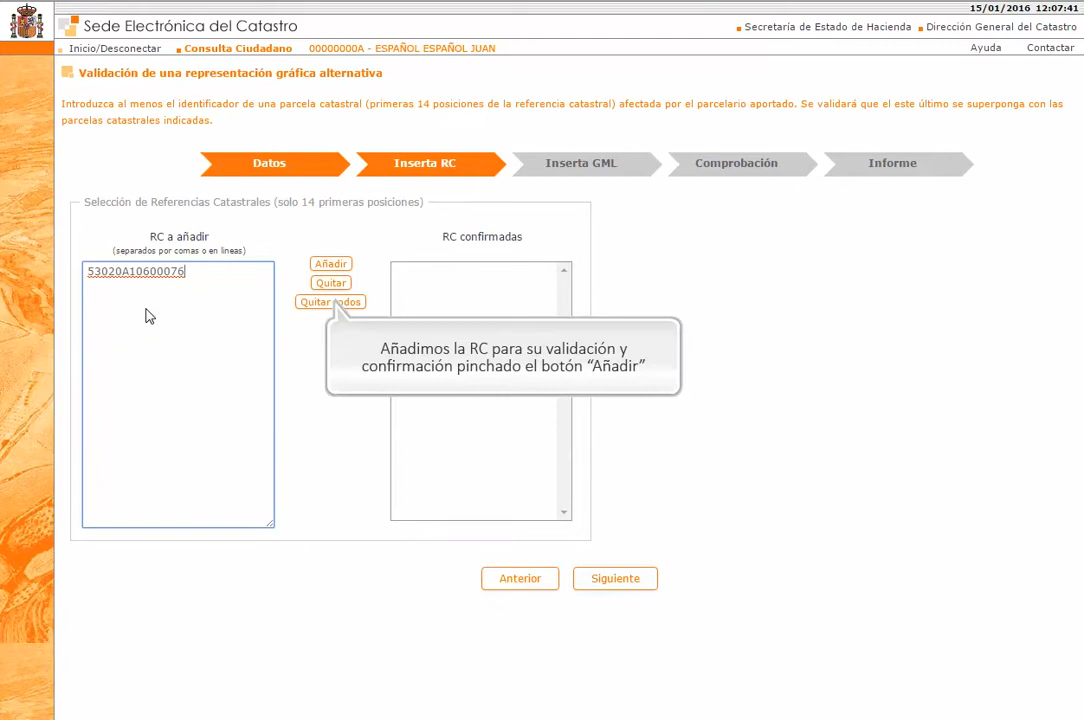 15/01/2016 12:07:41
Sede Electrónica del Catastro
Secretaría de Estado de Hacienda Dirección General del Catastro
Inicio/Desconectar Consulta Ciudadano 00000000A - ESPAÑOL ESPAÑOL JUAN Ayuda Contactar
Validación de una representación gráfica alternativa
Introduzca al menos el identificador de una parcela catastral (primeras 14 posiciones de la referencia catastral) afectada por el parcelario aportado. Se validará que el este último se superponga con las
parcelas catastrales indicadas.
Datos Inserta RC Inserta GML Comprobación Informe
Selección de Referencias Catastrales (solo 14 primeras posiciones)
RC a añadir RC confirmadas
(separados por comas o en lineas)
53020A10600076
Añadir
Quitar
Quitar todos
Añadimos la RC para su validación y
confirmación pinchado el botón “Añadir”
Anterior Siguiente